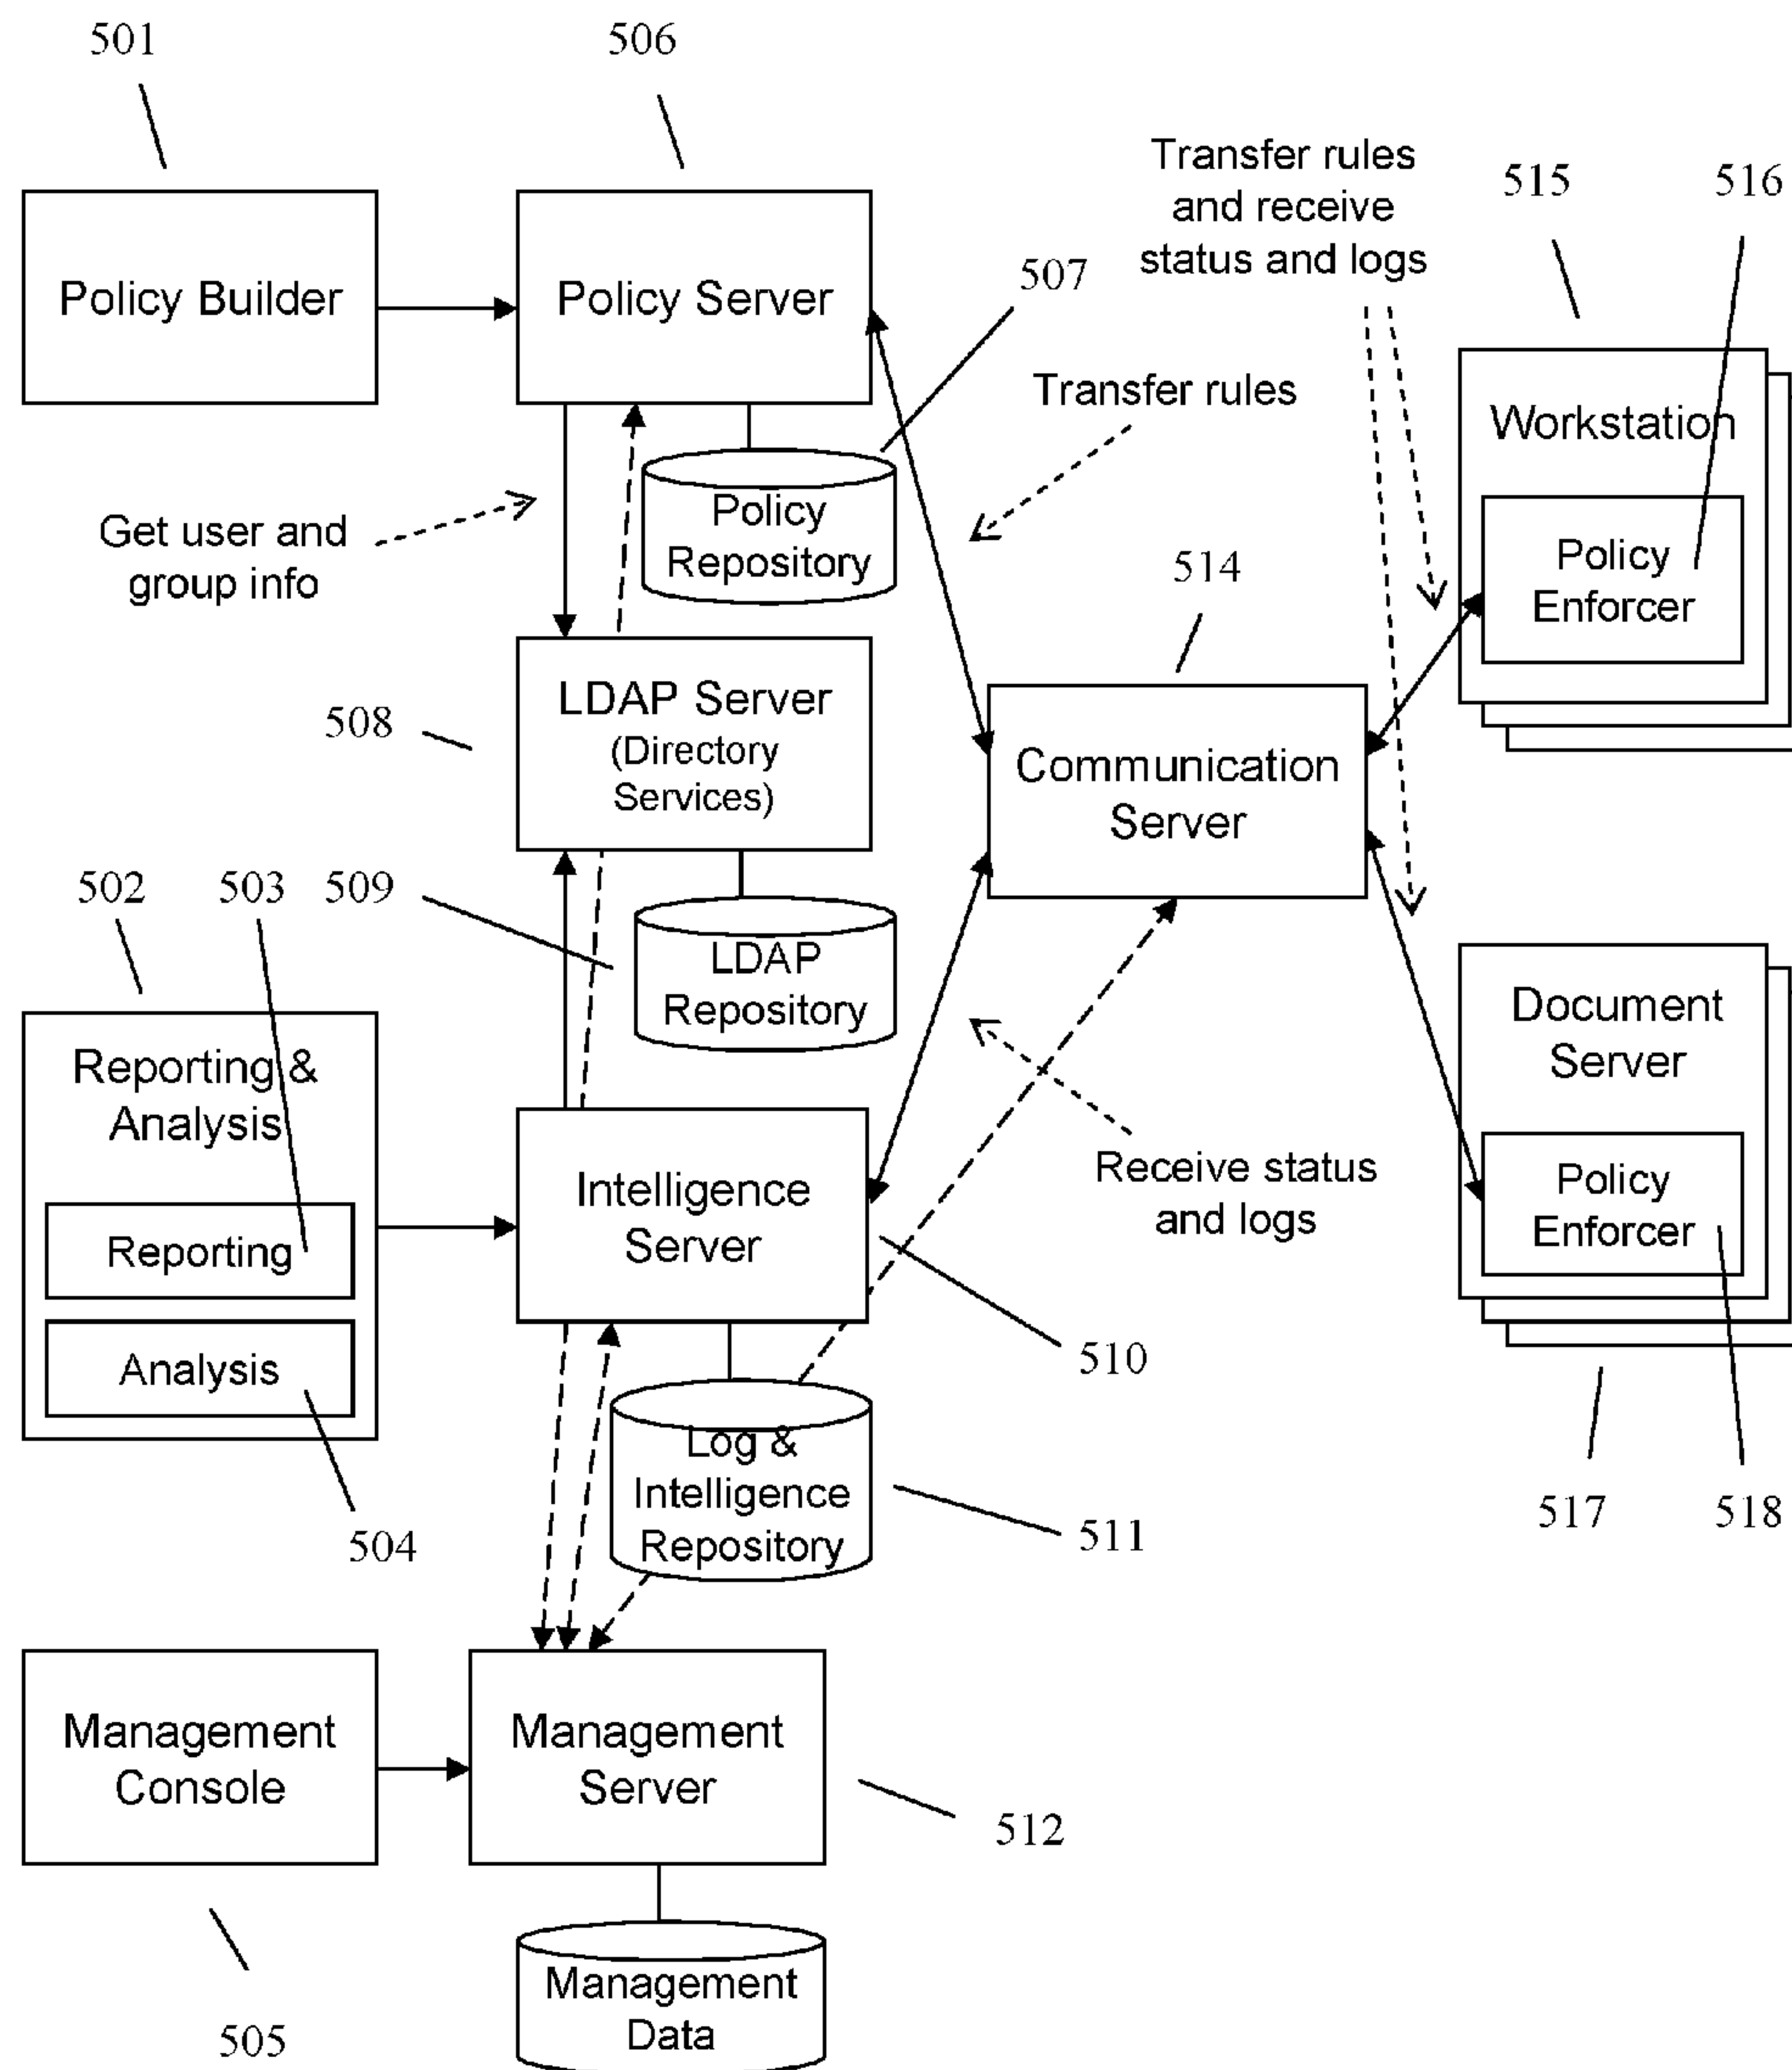 501
506
Transfer rules
and receive
status and logs
515
516
Policy Builder
Policy Server
507
Transfer rules
Workstation
Policy
Enforcer
Get user and
group info
Policy
Repository
514
508
LDAP Server
(Directory
Services)
Communication
Server
502
503
509
LDAP
Repository
Document
Server
Policy
Enforcer
Reporting &
Analysis
Reporting
Analysis
Intelligence
Server
Receive status
and logs
510
504
Log &
Intelligence
Repository
511
517
518
Management
Console
Management
Server
512
505
Management
Data